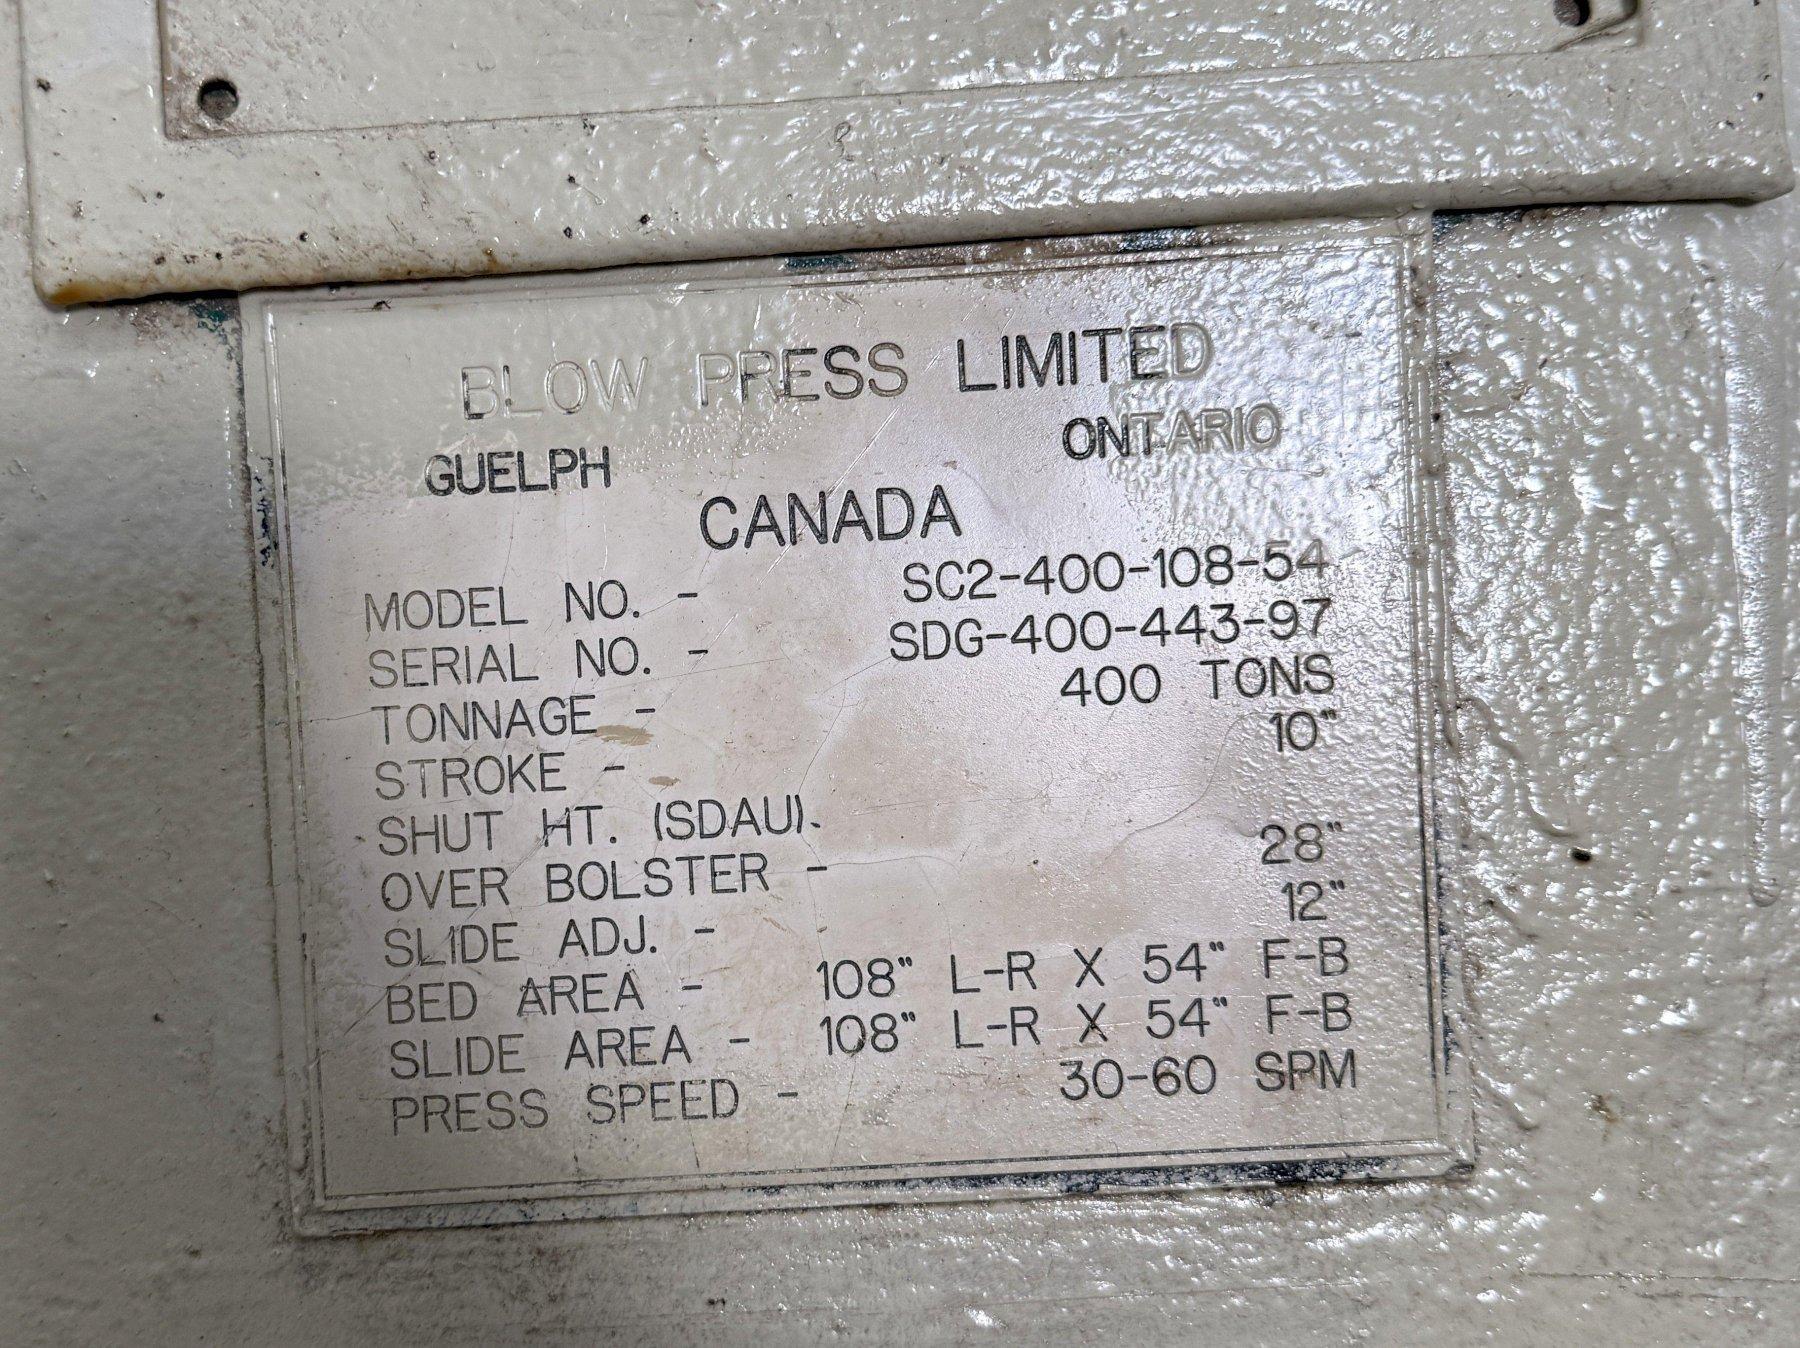 BLOW PRESS LIMITED
GUELPH ONTARIO
CANADA
MODEL NO. - SC2-400-108-54
SERIAL NO. - SDG-400-443-97
TONNAGE - 400 TONS
STROKE - 10"
SHUT HT. (SDAU).
OVER BOLSTER - 28"
SLIDE ADJ. - 12"
BED AREA - 108" L-R X 54" F-B
SLIDE AREA - 108" L-R X 54" F-B
PRESS SPEED - 30-60 SPM